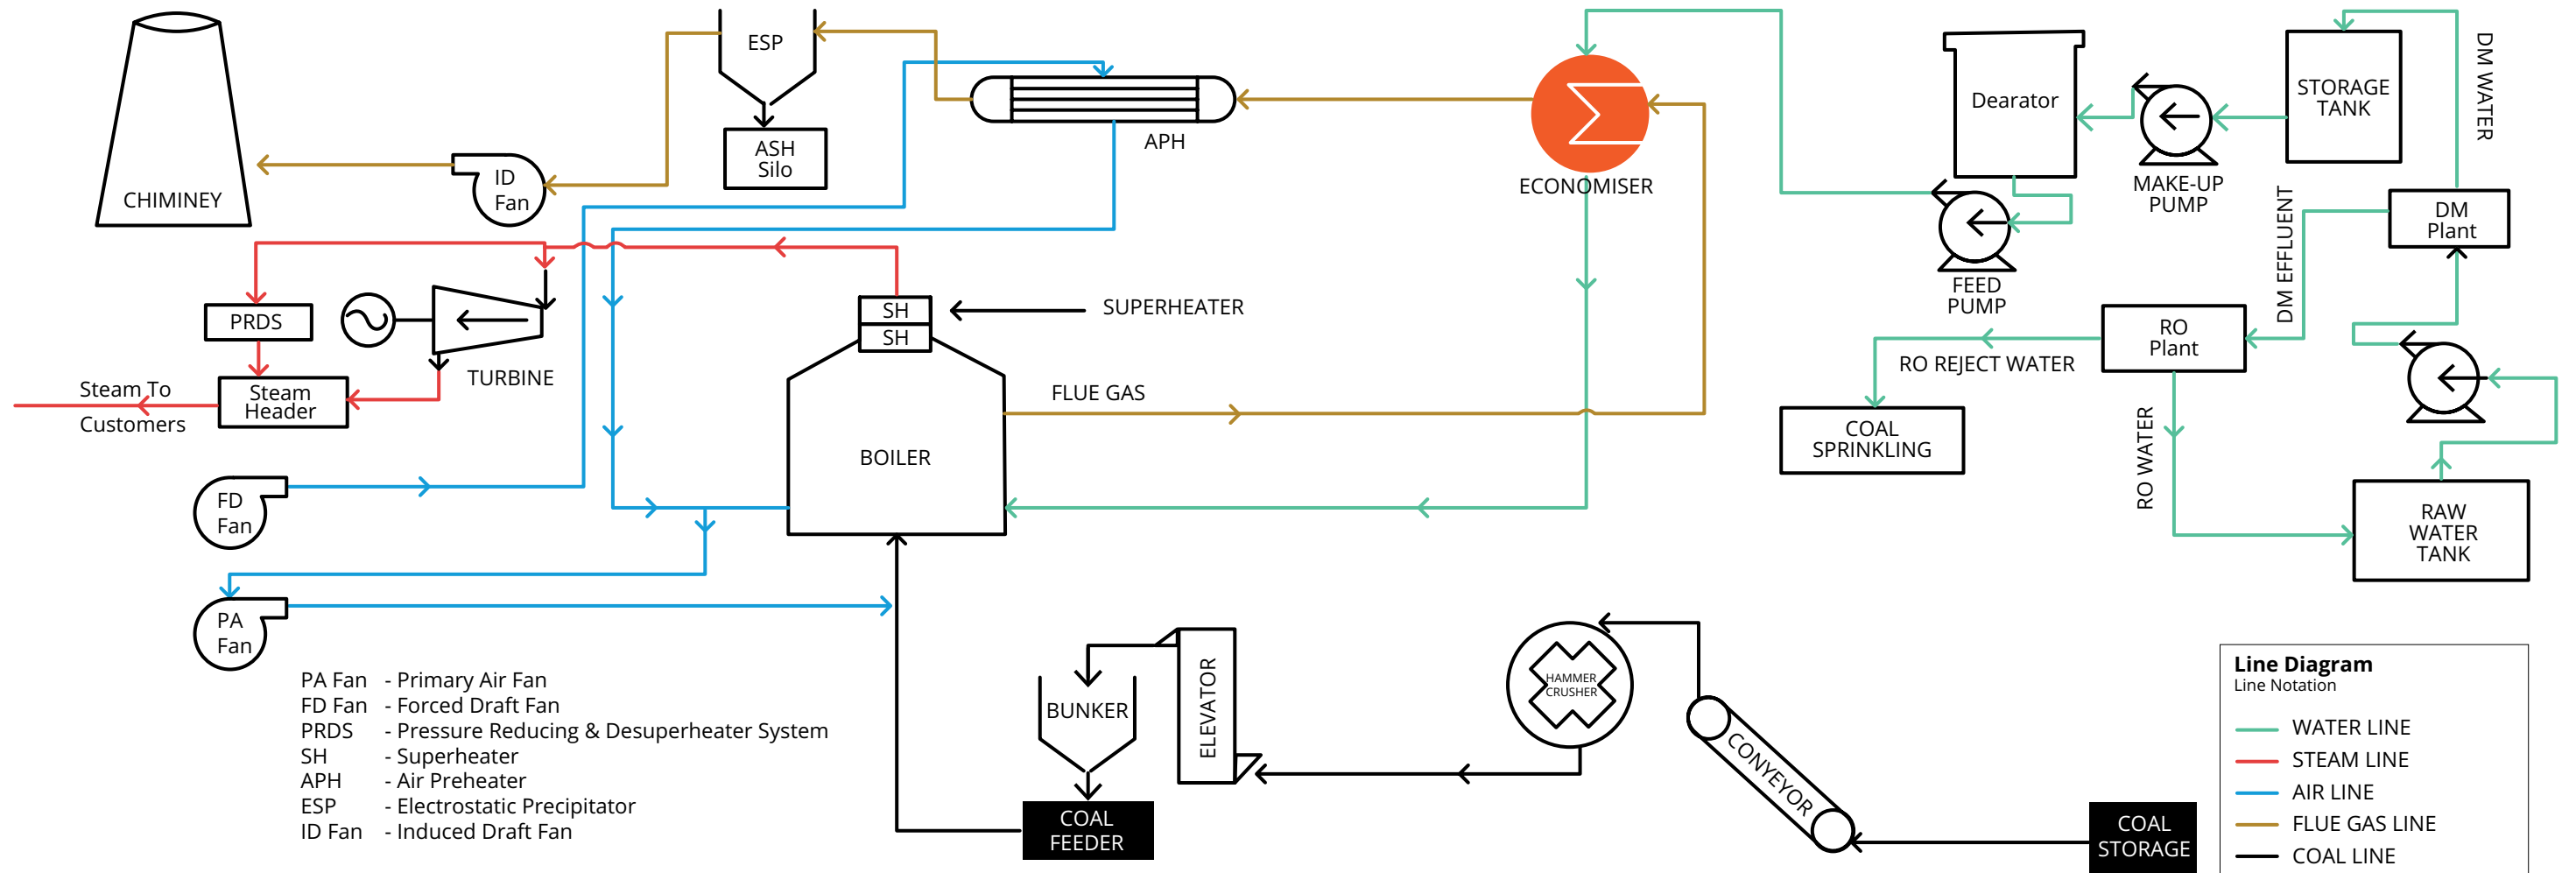 CHIMINEY
ESP
ASH
Silo
ID
Fan
APH
ECONOMISER
Dearator
MAKE-UP
PUMP
STORAGE
TANK
DM WATER
DM
Plant
DM EFFLUENT
FEED
PUMP
RO
Plant
RO REJECT WATER
COAL
SPRINKLING
RO WATER
RAW
WATER
TANK
PRDS
TURBINE
Steam
Header
Steam To
Customers
SH
SH
SUPERHEATER
FLUE GAS
BOILER
FD
Fan
PA
Fan
PA Fan - Primary Air Fan
FD Fan - Forced Draft Fan
PRDS - Pressure Reducing & Desuperheater System
SH - Superheater
APH - Air Preheater
ESP - Electrostatic Precipitator
ID Fan - Induced Draft Fan
BUNKER
COAL
FEEDER
ELEVATOR
HAMMER
CRUSHER
CONYEYOR
COAL
STORAGE
Line Diagram
Line Notation
WATER LINE
STEAM LINE
AIR LINE
FLUE GAS LINE
COAL LINE